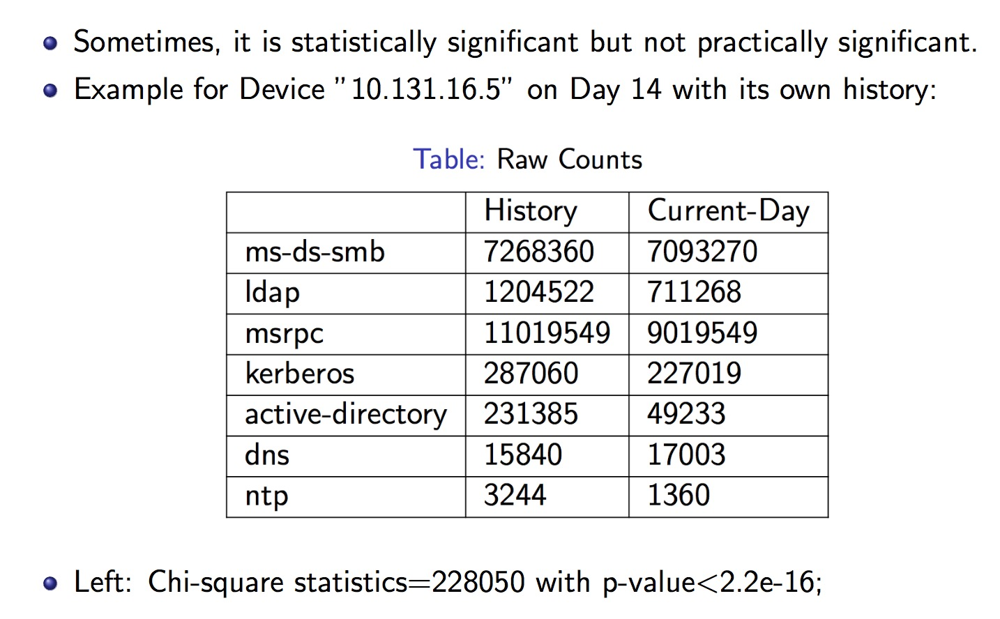 Sometimes, it is statistically significant but not practically significant.
Example for Device "10.131.16.5" on Day 14 with its own history:
Table: Raw Counts
History Current-Day
ms-ds-smb 7268360 7093270
ldap 1204522 711268
msrpc 11019549 9019549
kerberos 287060 227019
active-directory 231385 49233
dns 15840 17003
ntp 3244 1360
Left: Chi-square statistics=228050 with p-value<2.2e-16;